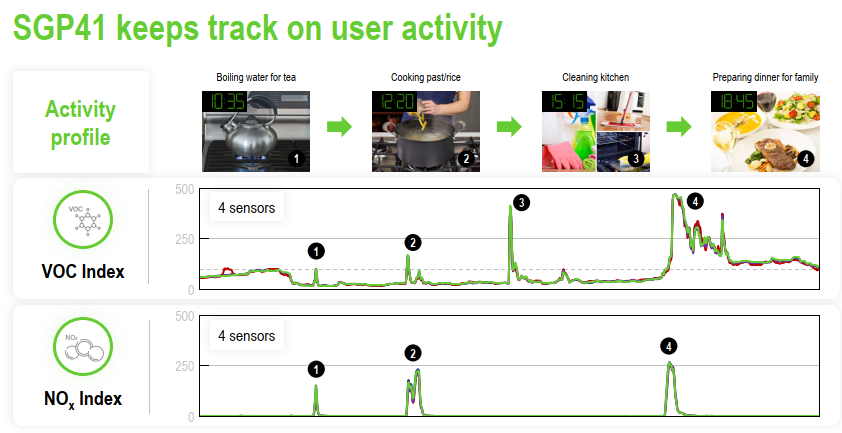 SGP41 keeps track on user activity
Activity
profile
Boiling water for tea
10:35
1
Cooking past/rice
12:20
2
Cleaning kitchen
15:15
3
Preparing dinner for family
18:45
4
VOC
VOC Index
500
250
0
4 sensors
1
2
3
4
NOx
NOx Index
500
250
0
4 sensors
1
2
4